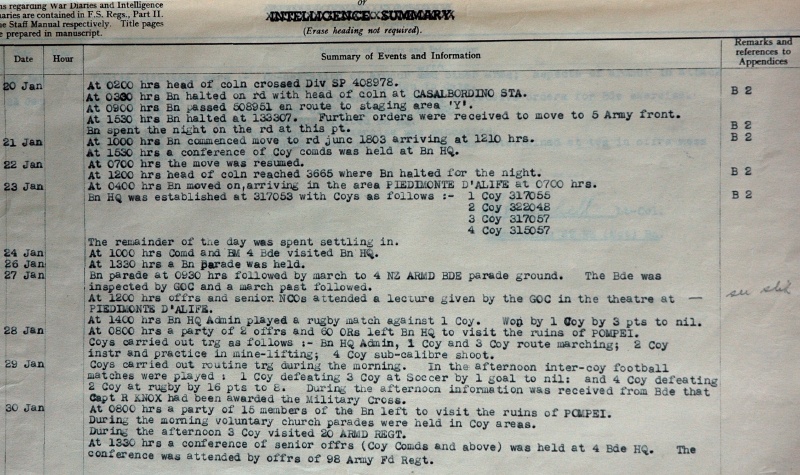 ns regarding War Diaries and Intelligence
naries are contained in F.S. Regs., Part II.
he Staff Manual respectively. Title pages
e prepared in manuscript.
or
INTELLIGENCE SUMMARY
(Erase heading not required).
Date Hour Summary of Events and Information Remarks and references to Appendices
20 Jan At 0200 hrs head of coln crossed Div SP 408978.
At 0300 hrs Bn halted on rd with head of coln at CASALBORDINO STA. B 2
At 0900 hrs Bn passed 508951 en route to staging area 'Y'.
At 1530 hrs Bn halted at 133307. Further orders were received to move to 5 Army front.
Bn spent the night on the rd at this pt. B 2
21 Jan At 1000 hrs Bn commenced move to rd junc 1803 arriving at 1210 hrs. B 2
At 1530 hrs a conference of Coy comds was held at Bn HQ.
22 Jan At 0700 hrs the move was resumed.
At 1200 hrs head of coln reached 3665 where Bn halted for the night. B 2
23 Jan At 0400 hrs Bn moved on,arriving in the area PIEDIMONTE D'ALIFE at 0700 hrs.
Bn HQ was established at 317053 with Coys as follows :- 1 Coy 317055 B 2
2 Coy 322048
3 Coy 317057
4 Coy 315057
The remainder of the day was spent settling in.
24 Jan At 1000 hrs Comd and BM 4 Bde visited Bn HQ.
26 Jan At 1330 hrs a Bn parade was held.
27 Jan Bn parade at 0930 hrs followed by march to 4 NZ ARMD BDE parade ground. The Bde was
inspected by GOC and a march past followed.
At 1200 hrs offrs and senior NCOs attended a lecture given by the GOC in the theatre at —
PIEDIMONTE D'ALIFE.
At 1400 hrs Bn HQ Admin played a rugby match against 1 Coy. Won by 1 Coy by 3 pts to nil.
28 Jan At 0800 hrs a party of 2 offrs and 60 ORs left Bn HQ to visit the ruins of POMPEI.
Coys carried out trg as follows :- Bn HQ Admin, 1 Coy and 3 Coy route marching; 2 Coy
instr and practice in mine-lifting; 4 Coy sub-calibre shoot.
29 Jan Coys carried out routine trg during the morning. In the afternoon inter-coy football
matches were played : 1 Coy defeating 3 Coy at Soccer by 1 goal to nil: and 4 Coy defeating
2 Coy at rugby by 16 pts to 8. During the afternoon information was received from Bde that
Capt R KNOX had been awarded the Military Cross.
30 Jan At 0800 hrs a party of 15 members of the Bn left to visit the ruins of POMPEI.
During the morning voluntary church parades were held in Coy areas.
During the afternoon 3 Coy visited 20 ARMD REGT.
At 1330 hrs a conference of senior offrs (Coy Comds and above) was held at 4 Bde HQ. The
conference was attended by offrs of 98 Army Fd Regt.